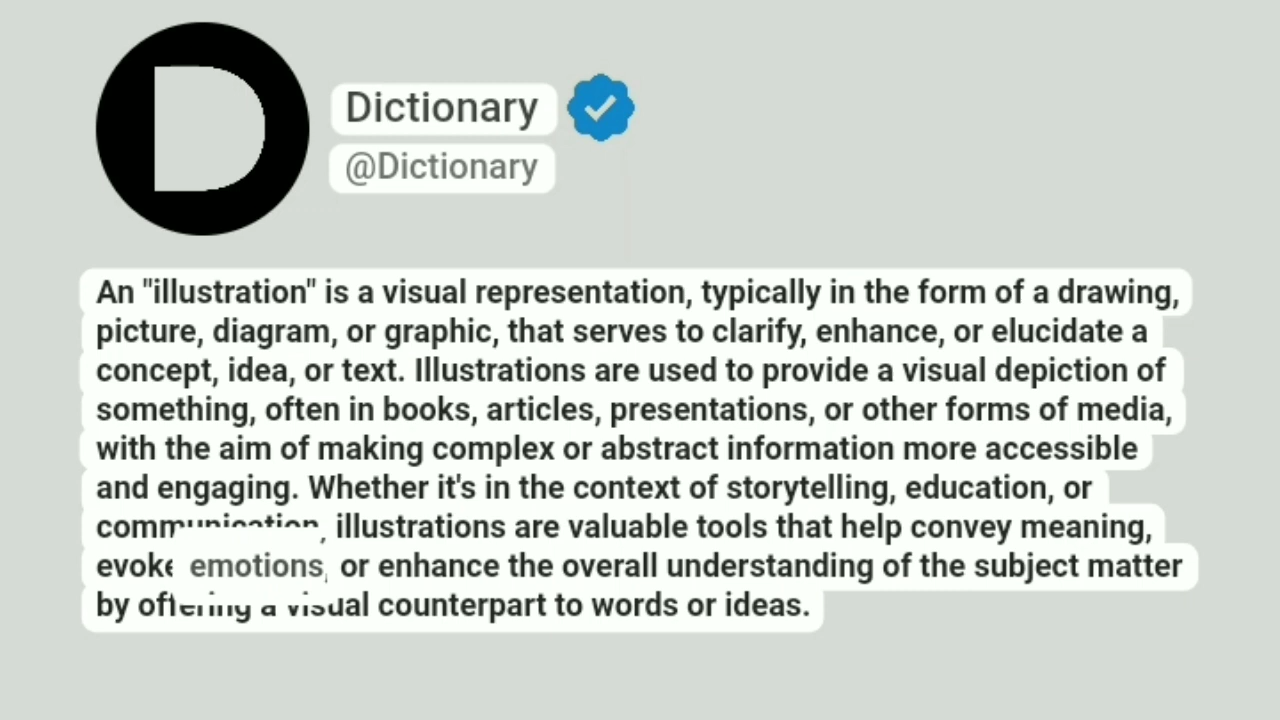 D
Dictionary
@Dictionary
An "illustration" is a visual representation, typically in the form of a drawing,
picture, diagram, or graphic, that serves to clarify, enhance, or elucidate a
concept, idea, or text. Illustrations are used to provide a visual depiction of
something, often in books, articles, presentations, or other forms of media,
with the aim of making complex or abstract information more accessible
and engaging. Whether it's in the context of storytelling, education, or
communication, illustrations are valuable tools that help convey meaning,
evoke emotions, or enhance the overall understanding of the subject matter
by offering a visual counterpart to words or ideas.